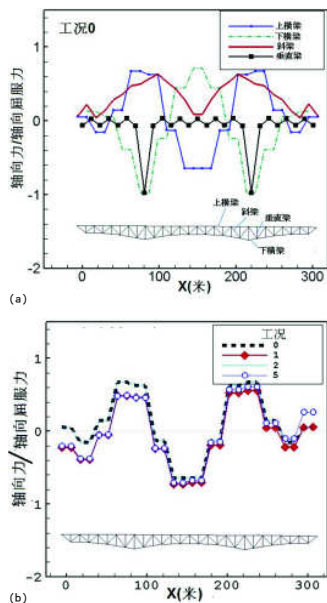 工况0
上横梁
下横梁
斜梁
垂直梁
轴向力/轴向屈服力
1
0
-1
-2
上横梁
斜梁
垂直梁
下横梁
0 100 200 300
X(米)
(a)
工况
0
1
2
5
轴向力/轴向屈服力
1
0
-1
-2
0 100 200 300
X(米)
(b)